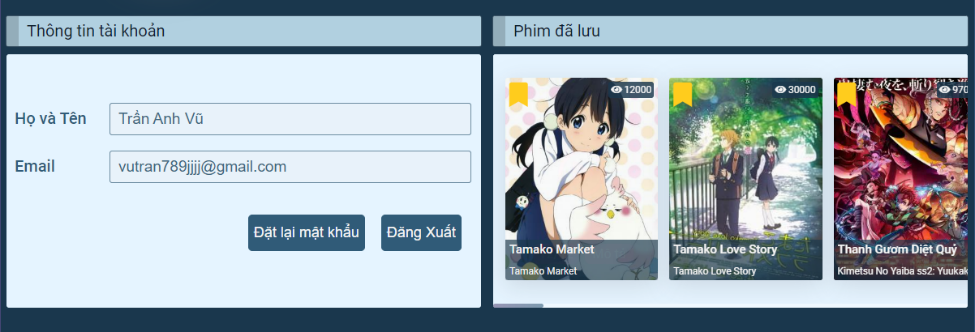 Thông tin tài khoản
Họ và Tên
Trần Anh Vũ
Email
vutran789jjjj@gmail.com
Đặt lại mật khẩu
Đăng Xuất
Phim đã lưu
12000
Tamako Market
Tamako Market
30000
Tamako Love Story
Tamako Love Story
970
Thanh Gươm Diệt Quỷ
Kimetsu No Yaiba ss2: Yuukak